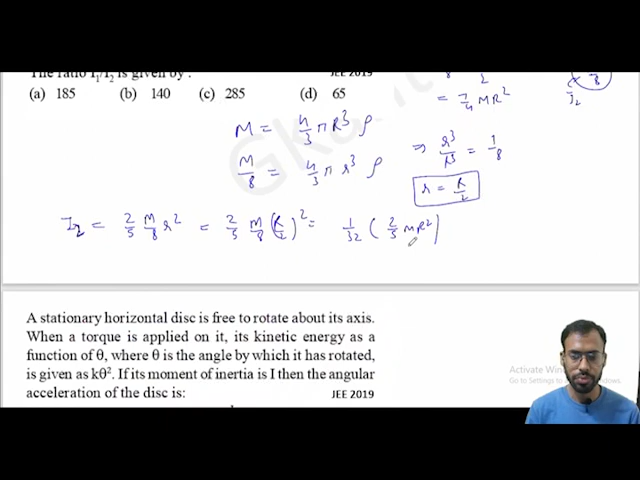 The ratio I₁/I₂ is given by : JEE 2019
(a) 185 (b) 140 (c) 285 (d) 65
8 2
= 7/4 MR²
/8
I₂
M = 4/3 π R³ ρ
M/8 = 4/3 π r³ ρ
⇒ r³/R³ = 1/8
r = R/2
I₂ = 2/5 M/8 r² = 2/5 M/8 (R/2)² = 1/32 (2/5 MR²)
A stationary horizontal disc is free to rotate about its axis.
When a torque is applied on it, its kinetic energy as a
function of θ, where θ is the angle by which it has rotated,
is given as kθ². If its moment of inertia is I then the angular
acceleration of the disc is: JEE 2019
Activate Win
Go to Settings to